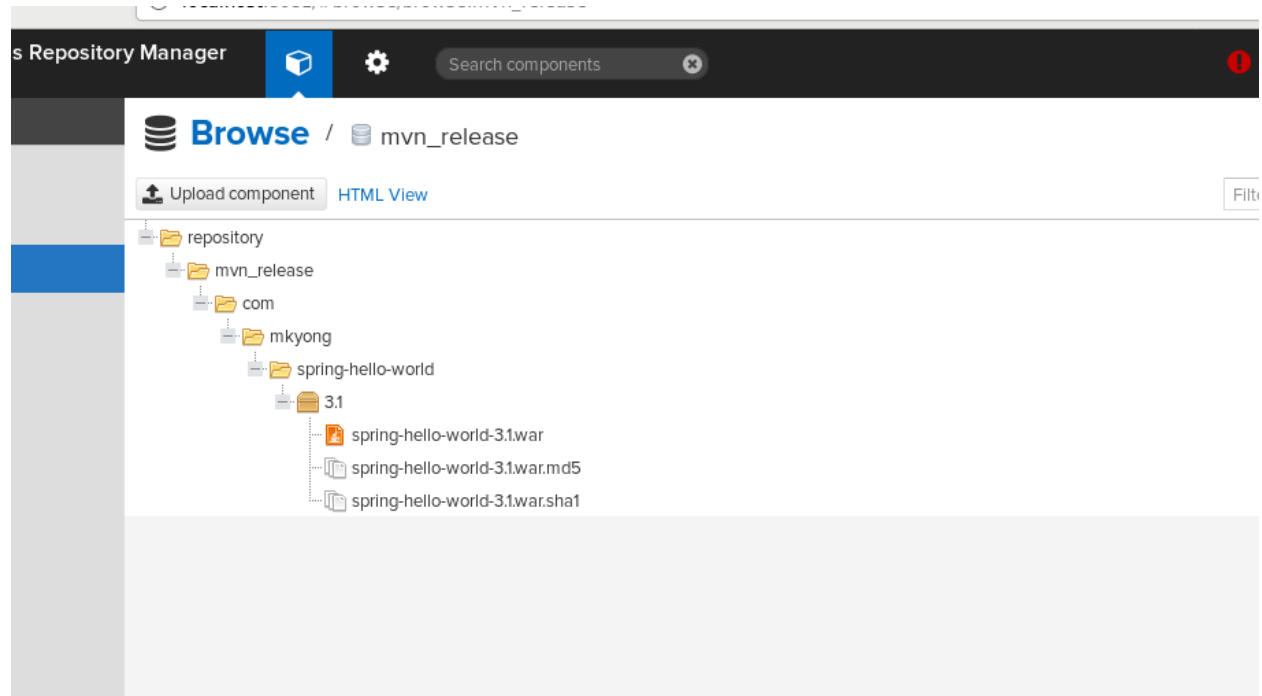 s Repository Manager
Search components
Browse / mvn_release
Upload component
HTML View
repository
mvn_release
com
mkyong
spring-hello-world
3.1
spring-hello-world-3.1.war
spring-hello-world-3.1.war.md5
spring-hello-world-3.1.war.sha1